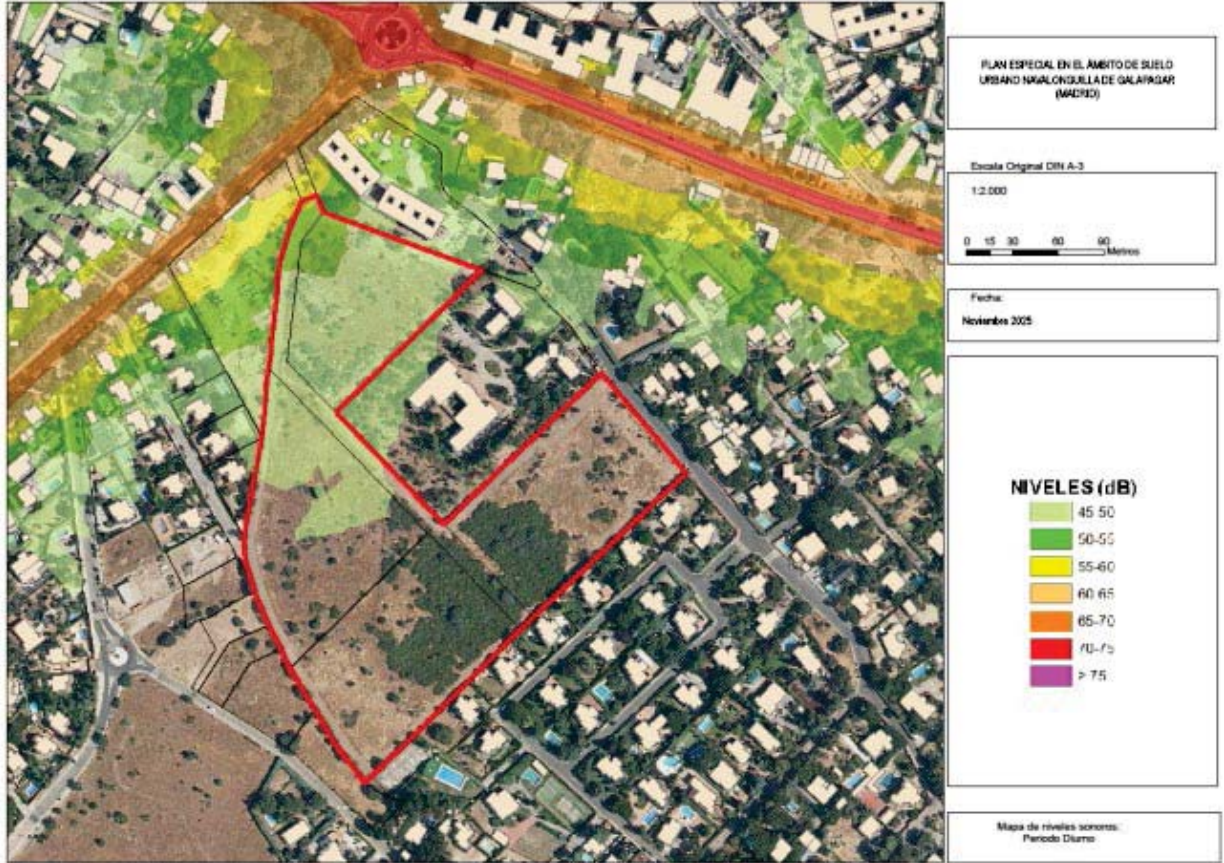 PLAN ESPECIAL EN EL ÁMBITO DE SUELO
URBANO NAVALONGUILLA DE GALAPAGAR
(MADRID)
Escala Original DIN A-3
1:2.000
0 15 30 60 90
Metros
Fecha:
Noviembre 2025
NIVELES (dB)
45-50
50-55
55-60
60-65
65-70
70-75
> 75
Mapa de niveles sonoros:
Periodo Diurno